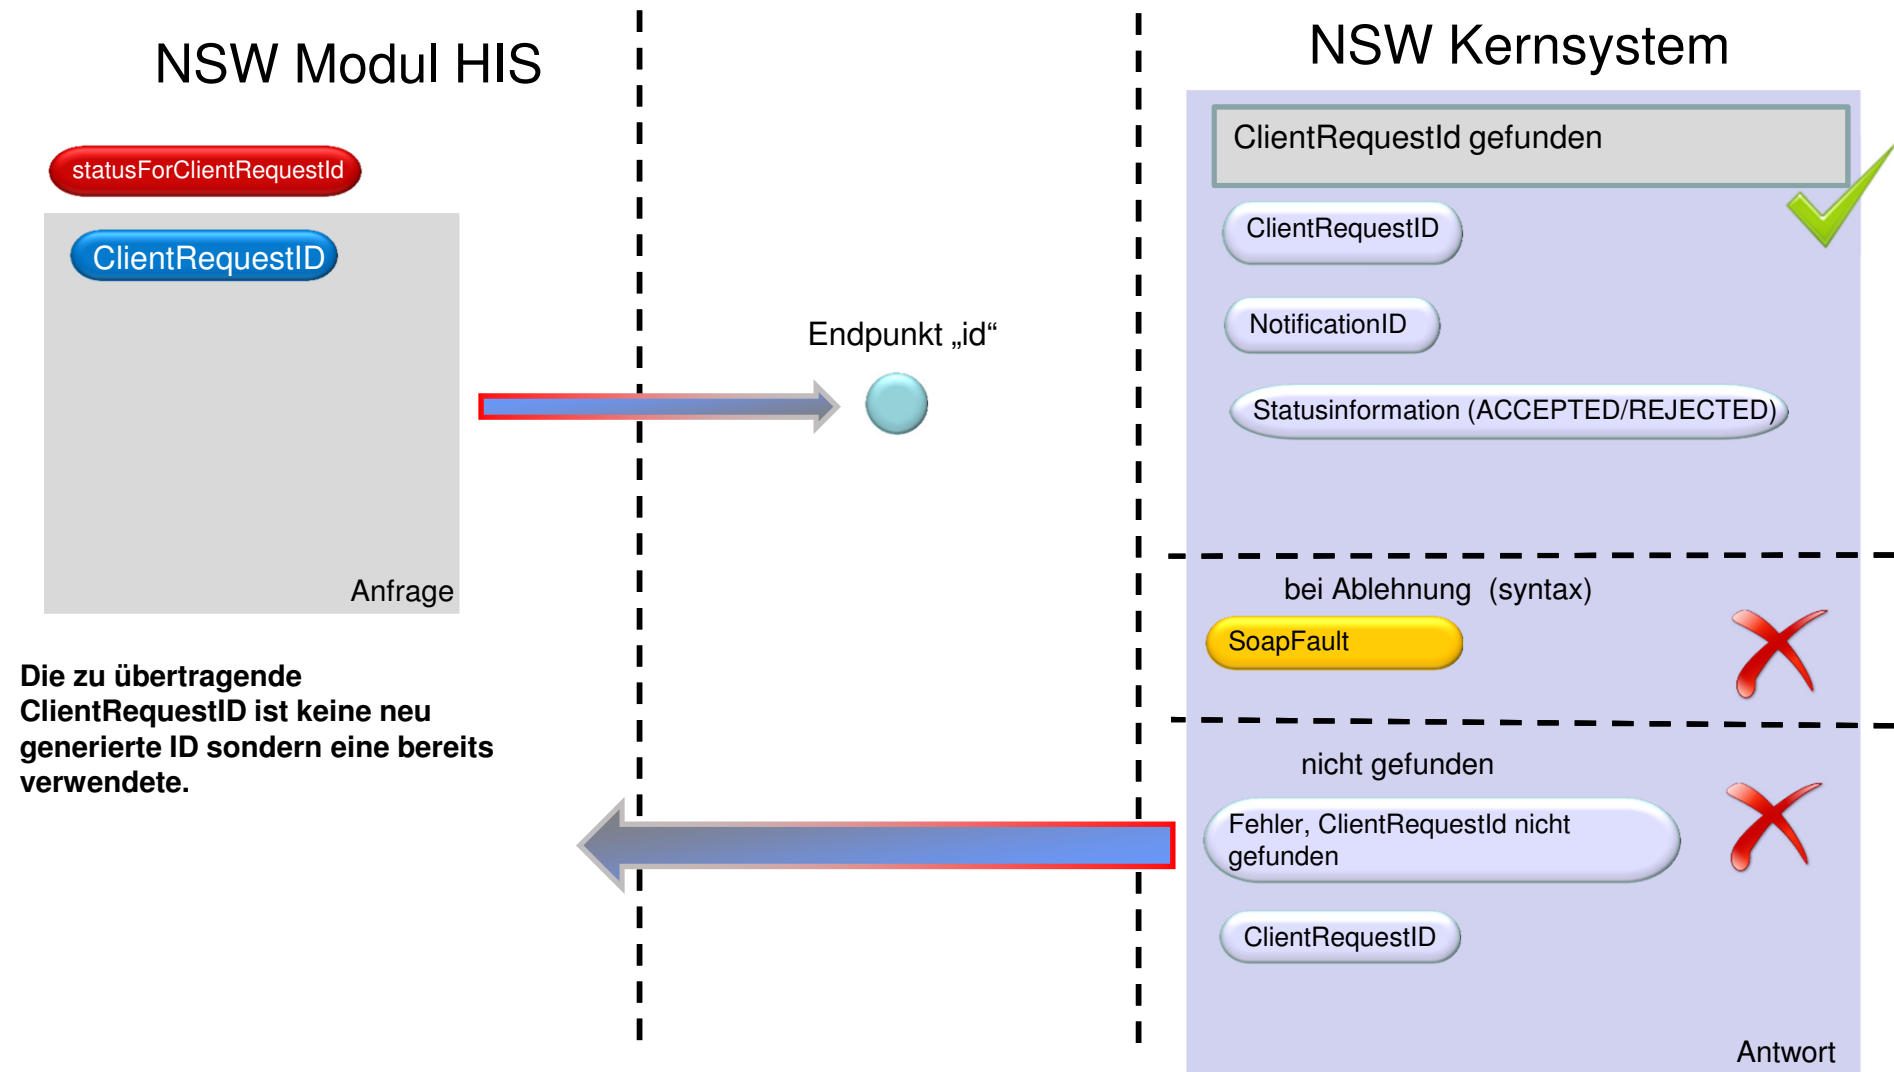 NSW Modul HIS
statusForClientRequestId
ClientRequestID
Anfrage
Die zu übertragende
ClientRequestID ist keine neu
generierte ID sondern eine bereits
verwendete.
Endpunkt „id“
NSW Kernsystem
ClientRequestId gefunden
ClientRequestID
NotificationID
Statusinformation (ACCEPTED/REJECTED)
bei Ablehnung (syntax)
SoapFault
nicht gefunden
Fehler, ClientRequestId nicht
gefunden
ClientRequestID
Antwort